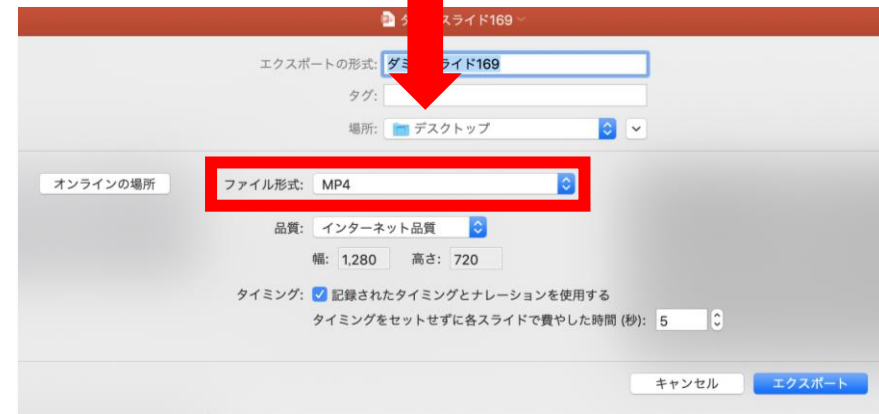 スライド169
エクスポートの形式: ダミースライド169
タグ:
場所: デスクトップ
オンラインの場所 ファイル形式: MP4
品質: インターネット品質
幅: 1,280 高さ: 720
タイミング: 記録されたタイミングとナレーションを使用する
タイミングをセットせずに各スライドで費やした時間 (秒): 5
キャンセル エクスポート